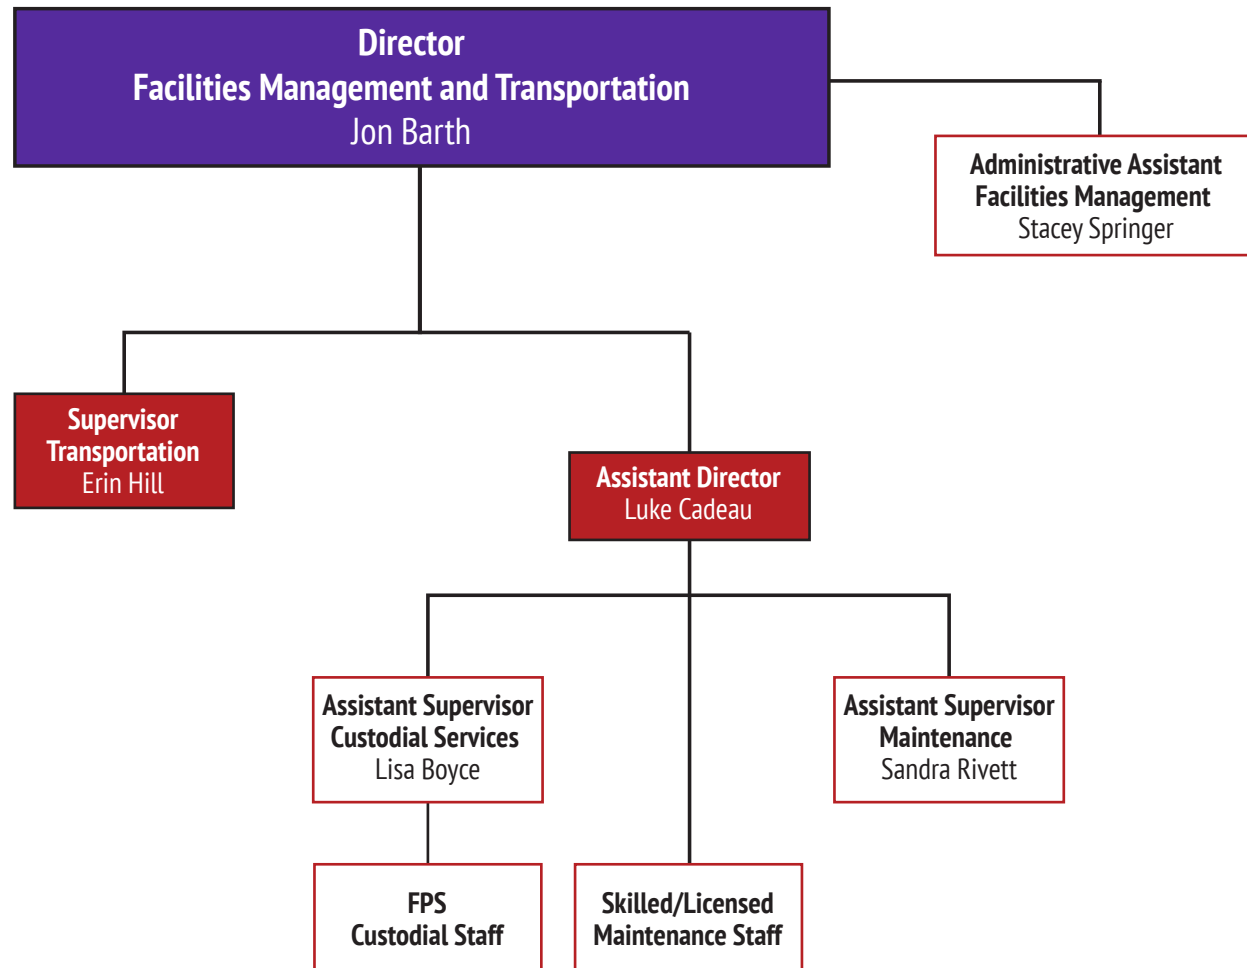 Director
Facilities Management and Transportation
Jon Barth
Administrative Assistant
Facilities Management
Stacey Springer
Supervisor
Transportation
Erin Hill
Assistant Director
Luke Cadeau
Assistant Supervisor
Custodial Services
Lisa Boyce
Assistant Supervisor
Maintenance
Sandra Rivett
FPS
Custodial Staff
Skilled/Licensed
Maintenance Staff